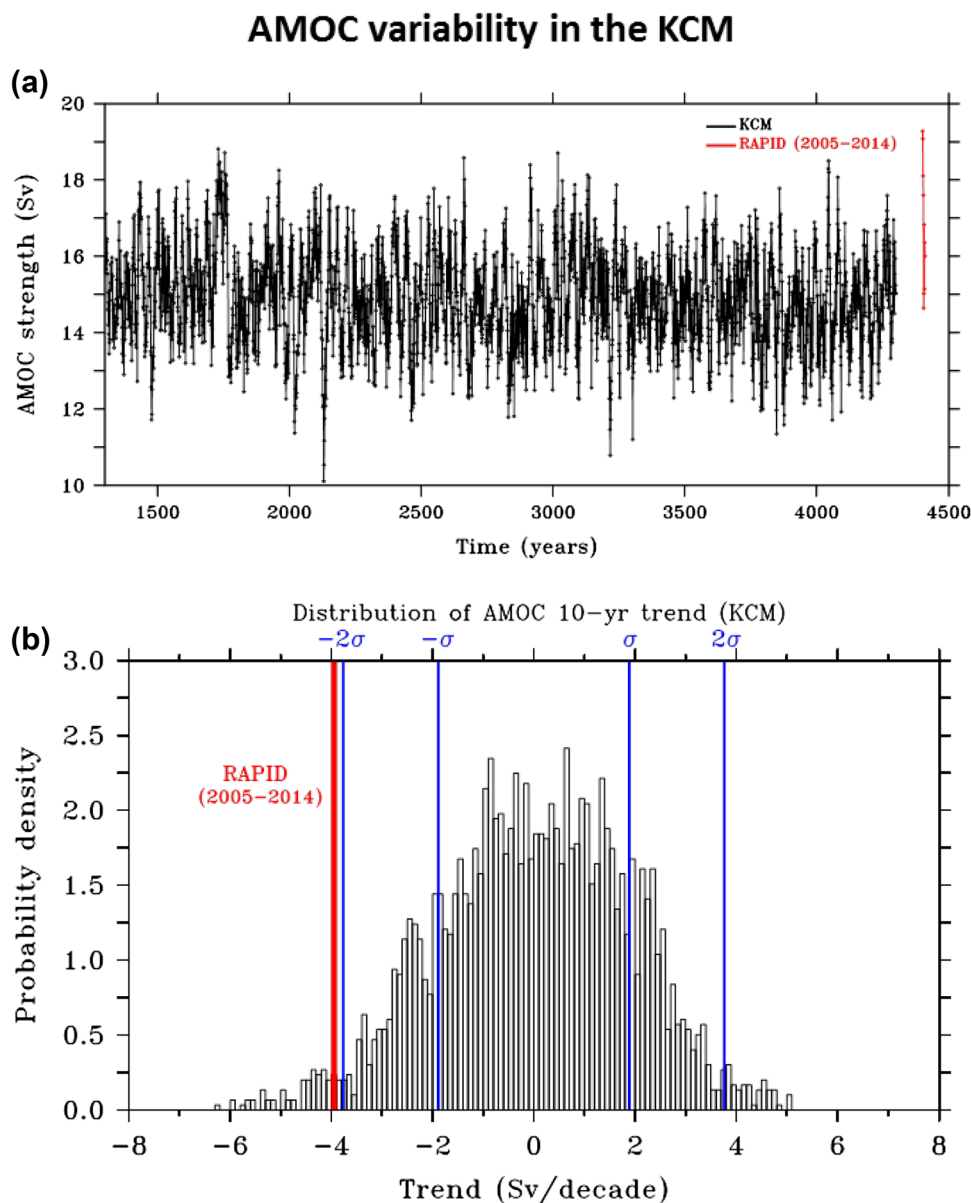 AMOC variability in the KCM
(a)
20
18
16
14
12
10
AMOC strength (Sv)
KCM
RAPID (2005-2014)
1500 2000 2500 3000 3500 4000 4500
Time (years)
(b)
Distribution of AMOC 10-yr trend (KCM)
-2σ -σ σ 2σ
3.0
2.5
2.0
1.5
1.0
0.5
0.0
Probability density
RAPID
(2005-2014)
-8 -6 -4 -2 0 2 4 6 8
Trend (Sv/decade)